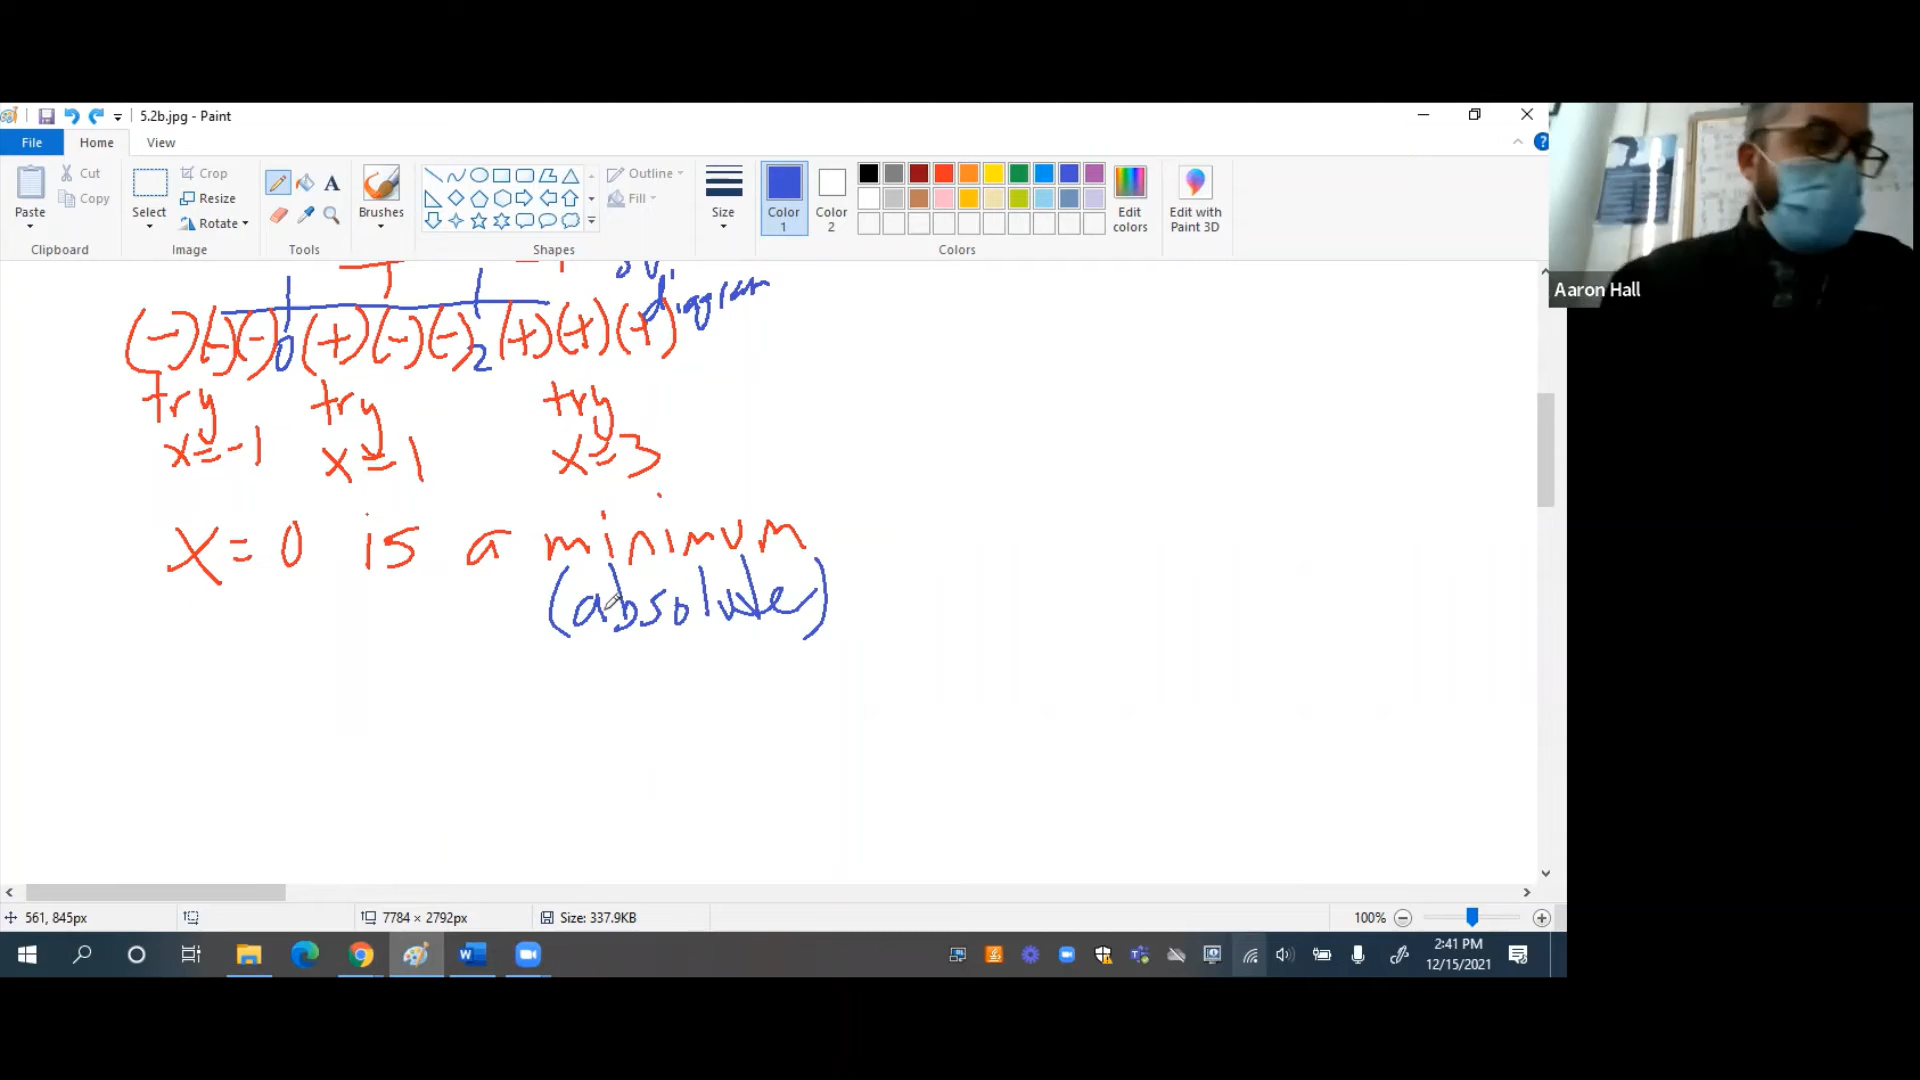 5.2b.jpg - Paint
File Home View
Paste
Cut
Copy
Clipboard
Select
Crop
Resize
Rotate
Image
Tools
Brushes
Shapes
Outline
Fill
Size
Color 1
Color 2
Edit colors
Colors
Edit with Paint 3D
Aaron Hall
diagram
(-)(-)(-) 0 (+)(-)(-) 2 (+)(+)(+)
try try try
x=-1 x=1 x=3
x=0 is a minimum
(absolute)
561, 845px 7784 × 2792px Size: 337.9KB 100%
2:41 PM
12/15/2021